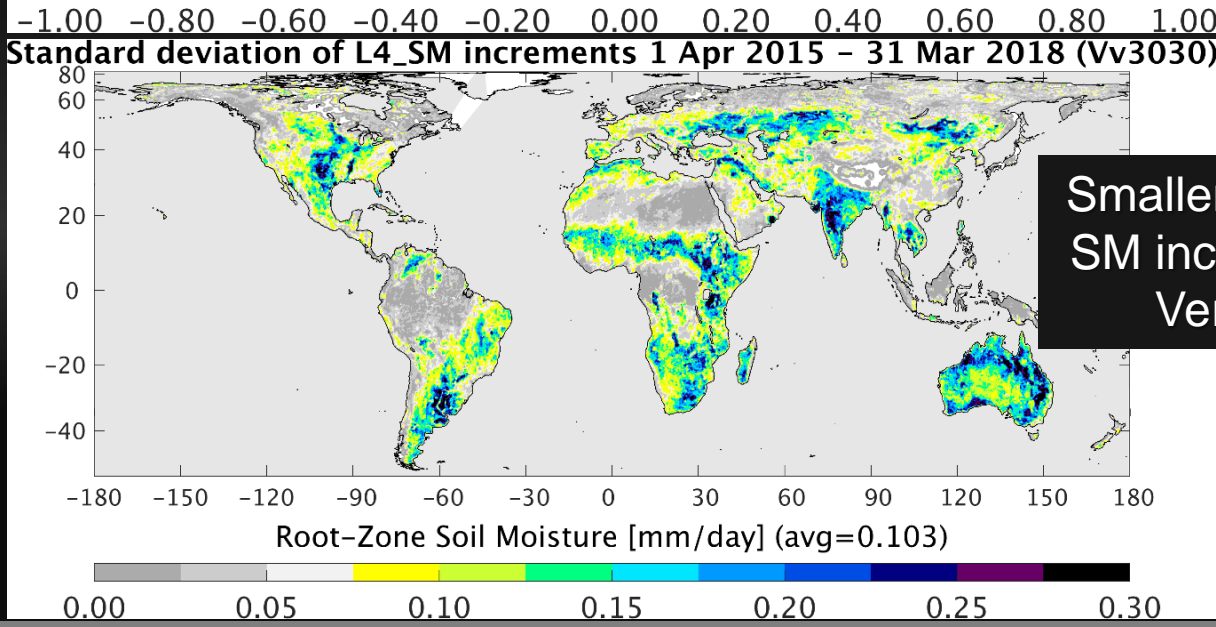 -1.00 -0.80 -0.60 -0.40 -0.20 0.00 0.20 0.40 0.60 0.80 1.00
Standard deviation of L4_SM increments 1 Apr 2015 - 31 Mar 2018 (Vv3030)
80
60
40
20
0
-20
-40
-180 -150 -120 -90 -60 -30 0 30 60 90 120 150 180
Root-Zone Soil Moisture [mm/day] (avg=0.103)
0.00 0.05 0.10 0.15 0.20 0.25 0.30
Smaller
SM inc
Ver